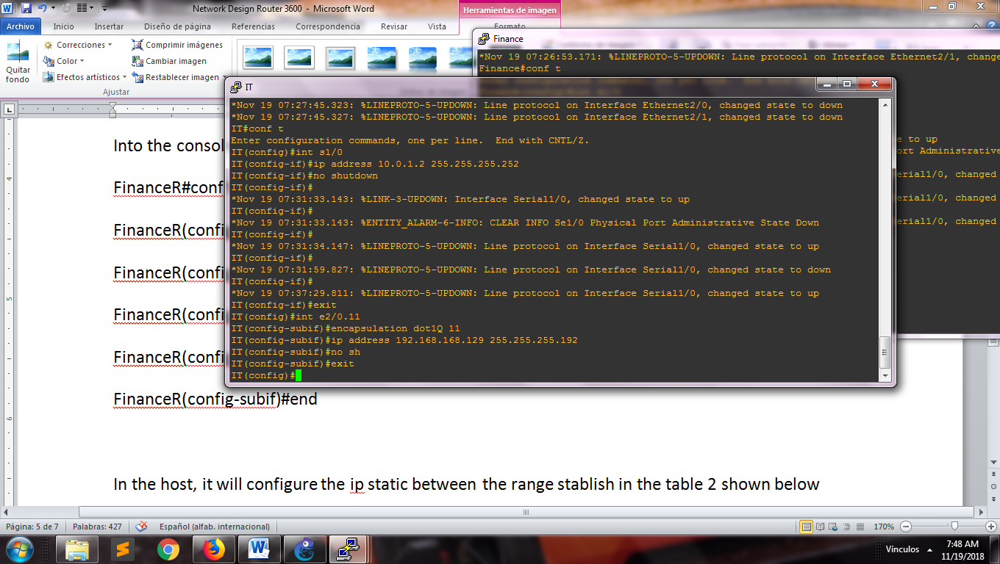 Network Design Router 3600 - Microsoft Word
Herramientas de imagen
Archivo Inicio Insertar Diseño de página Referencias Correspondencia Revisar Vista Formato
Quitar fondo
Correcciones
Color
Efectos artísticos
Comprimir imágenes
Cambiar imagen
Restablecer imagen
Ajustar
Finance
*Nov 19 07:26:53.171: %LINEPROTO-5-UPDOWN: Line protocol on Interface Ethernet2/1, change
Finance#conf t
e to up
ort Administrative
erial1/0, changed
erial1/0, changed
erial1/0, changed
IT
*Nov 19 07:27:45.323: %LINEPROTO-5-UPDOWN: Line protocol on Interface Ethernet2/0, changed state to down
*Nov 19 07:27:45.327: %LINEPROTO-5-UPDOWN: Line protocol on Interface Ethernet2/1, changed state to down
IT#conf t
Enter configuration commands, one per line.  End with CNTL/Z.
IT(config)#int s1/0
IT(config-if)#ip address 10.0.1.2 255.255.255.252
IT(config-if)#no shutdown
IT(config-if)#
*Nov 19 07:31:33.143: %LINK-3-UPDOWN: Interface Serial1/0, changed state to up
IT(config-if)#
*Nov 19 07:31:33.143: %ENTITY_ALARM-6-INFO: CLEAR INFO Se1/0 Physical Port Administrative State Down
IT(config-if)#
*Nov 19 07:31:34.147: %LINEPROTO-5-UPDOWN: Line protocol on Interface Serial1/0, changed state to up
IT(config-if)#
*Nov 19 07:31:59.827: %LINEPROTO-5-UPDOWN: Line protocol on Interface Serial1/0, changed state to down
IT(config-if)#
*Nov 19 07:37:29.811: %LINEPROTO-5-UPDOWN: Line protocol on Interface Serial1/0, changed state to up
IT(config-if)#exit
IT(config)#int e2/0.11
IT(config-subif)#encapsulation dot1Q 11
IT(config-subif)#ip address 192.168.168.129 255.255.255.192
IT(config-subif)#no sh
IT(config-subif)#exit
IT(config)#
Into the consol
FinanceR#conf
FinanceR(confi
FinanceR(confi
FinanceR(confi
FinanceR(confi
FinanceR(config-subif)#end
In the host, it will configure the ip static between the range stablish in the table 2 shown below
4
5
6
Página: 5 de 7 Palabras: 427 Español (alfab. internacional) 170%
Vínculos
7:48 AM
11/19/2018